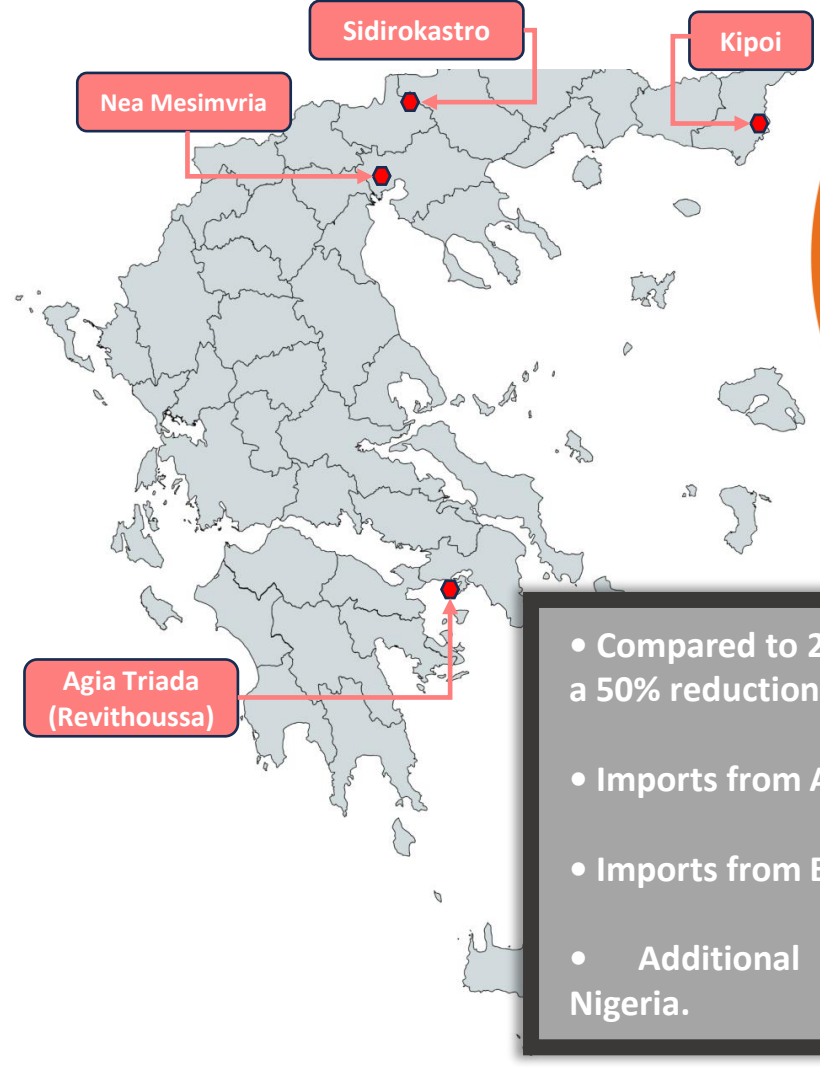 Sidirokastro
Kipoi
Nea Mesimvria
Agia Triada
(Revithoussa)
• Compared to 2
a 50% reduction
• Imports from A
• Imports from E
• Additional
Nigeria.